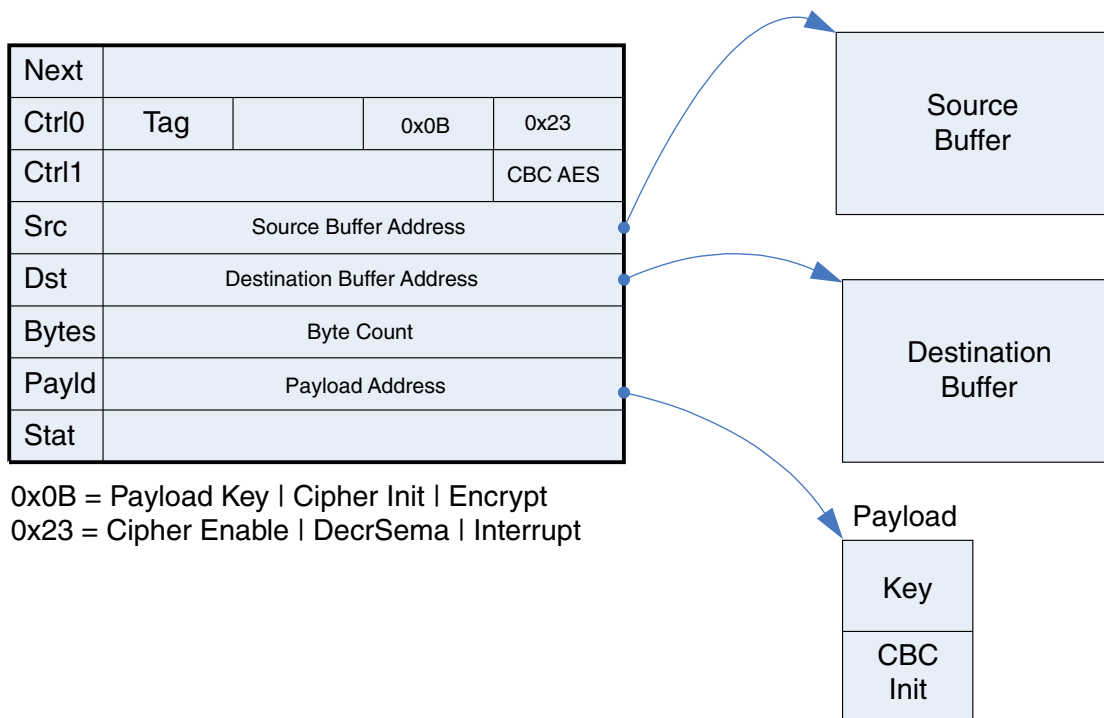 Next
Ctrl0 Tag 0x0B 0x23
Ctrl1 CBC AES
Src Source Buffer Address
Dst Destination Buffer Address
Bytes Byte Count
Payld Payload Address
Stat
0x0B = Payload Key | Cipher Init | Encrypt
0x23 = Cipher Enable | DecrSema | Interrupt
Source
Buffer
Destination
Buffer
Payload
Key
CBC
Init